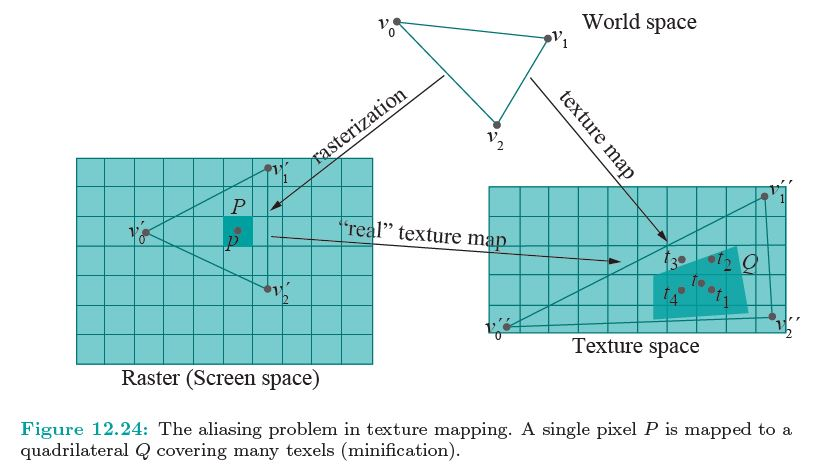 v0
v1
World space
v2
rasterization
texture map
v′1
P
v′0
p
"real" texture map
v′2
v′′1
t3
t2
Q
t
t4
t1
v′′0
v′′2
Texture space
Raster (Screen space)
Figure 12.24: The aliasing problem in texture mapping. A single pixel P is mapped to a
quadrilateral Q covering many texels (minification).